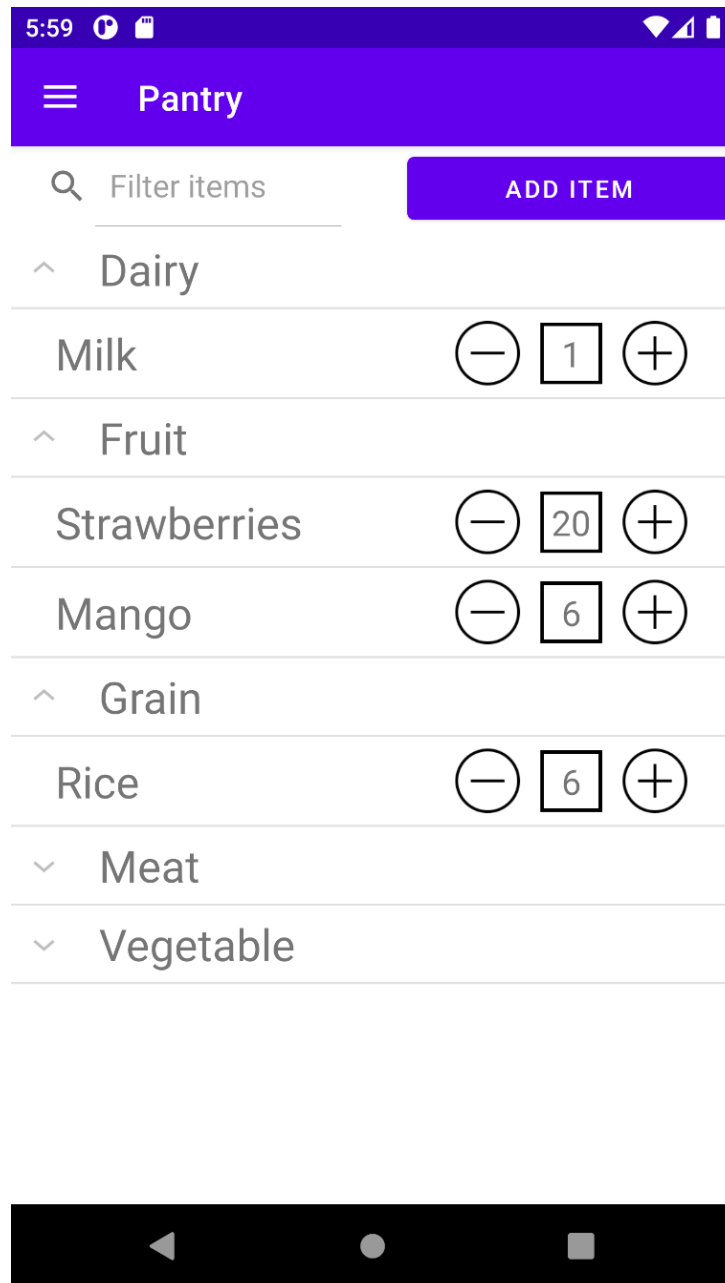 5:59
Pantry
Filter items ADD ITEM
Dairy
Milk 1
Fruit
Strawberries 20
Mango 6
Grain
Rice 6
Meat
Vegetable